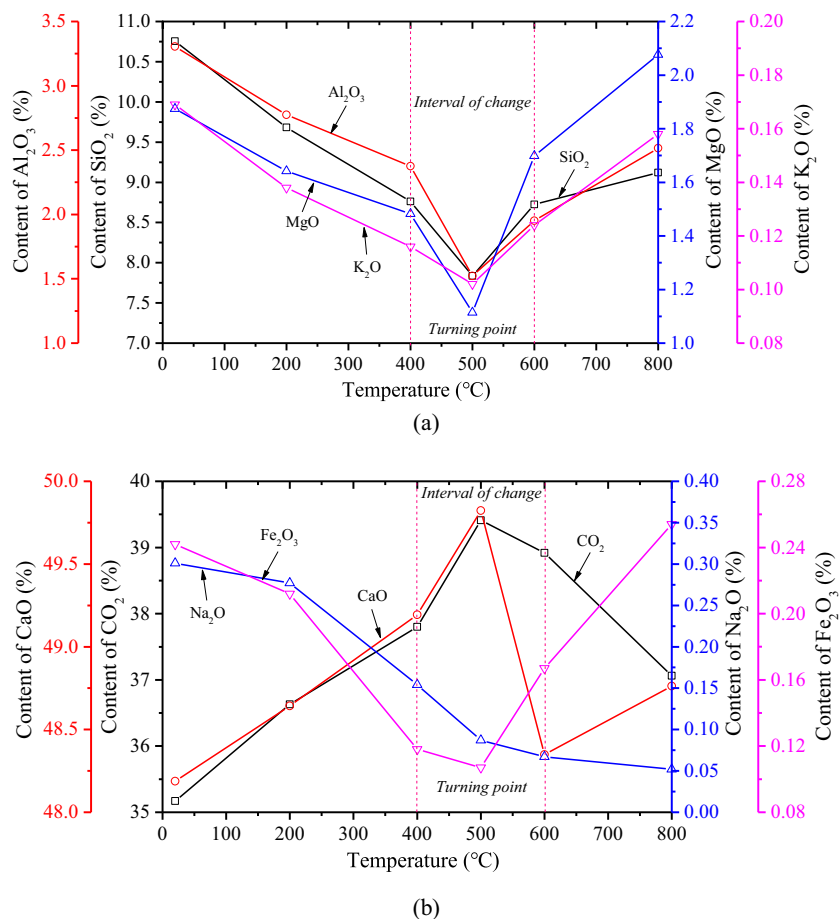 Content of Al2O3 (%)
3.5
3.0
2.5
2.0
1.5
1.0
Content of SiO2 (%)
11.0
10.5
10.0
9.5
9.0
8.5
8.0
7.5
7.0
Al2O3
Interval of change
SiO2
MgO
K2O
Turning point
2.2
2.0
1.8
1.6
1.4
1.2
1.0
Content of MgO (%)
0.20
0.18
0.16
0.14
0.12
0.10
0.08
Content of K2O (%)
0 100 200 300 400 500 600 700 800
Temperature (℃)
(a)
Content of CaO (%)
50.0
49.5
49.0
48.5
48.0
Content of CO2 (%)
40
39
38
37
36
35
Interval of change
Fe2O3
CO2
Na2O
CaO
Turning point
0.40
0.35
0.30
0.25
0.20
0.15
0.10
0.05
0.00
Content of Na2O (%)
0.28
0.24
0.20
0.16
0.12
0.08
Content of Fe2O3 (%)
0 100 200 300 400 500 600 700 800
Temperature (℃)
(b)